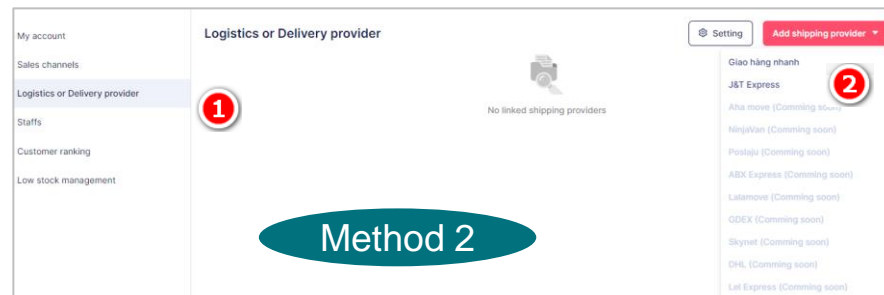 Logistics or Delivery provider
Setting
Add shipping provider
My account
Sales channels
Logistics or Delivery provider
Staffs
Customer ranking
Low stock management
1
No linked shipping providers
Giao hàng nhanh
J&T Express
2
Aha move (Comming soon)
NinjaVan (Comming soon)
Poslaju (Comming soon)
ABX Express (Comming soon)
Lalamove (Comming soon)
GDEX (Comming soon)
Skynet (Comming soon)
DHL (Comming soon)
Lel Express (Comming soon)
Method 2